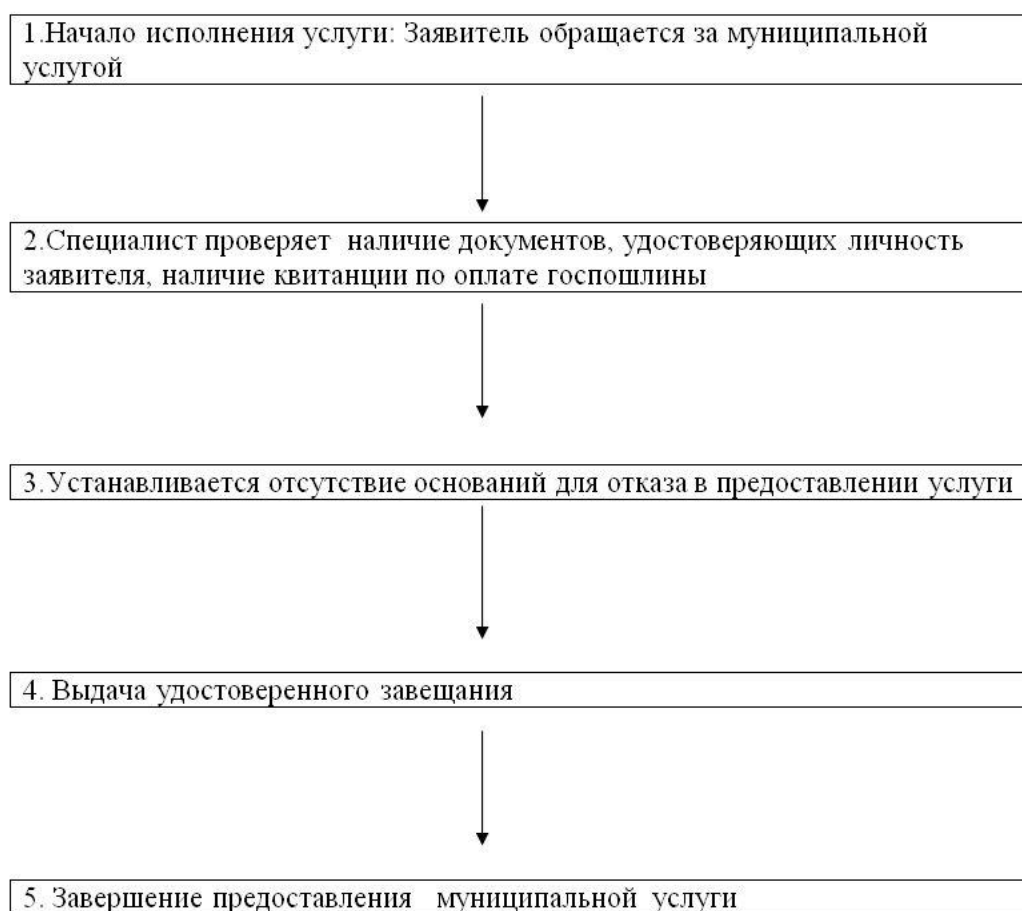 1.Начало исполнения услуги: Заявитель обращается за муниципальной
услугой
2.Специалист проверяет наличие документов, удостоверяющих личность
заявителя, наличие квитанции по оплате госпошлины
3.Устанавливается отсутствие оснований для отказа в предоставлении услуги
4. Выдача удостоверенного завещания
5. Завершение предоставления муниципальной услуги